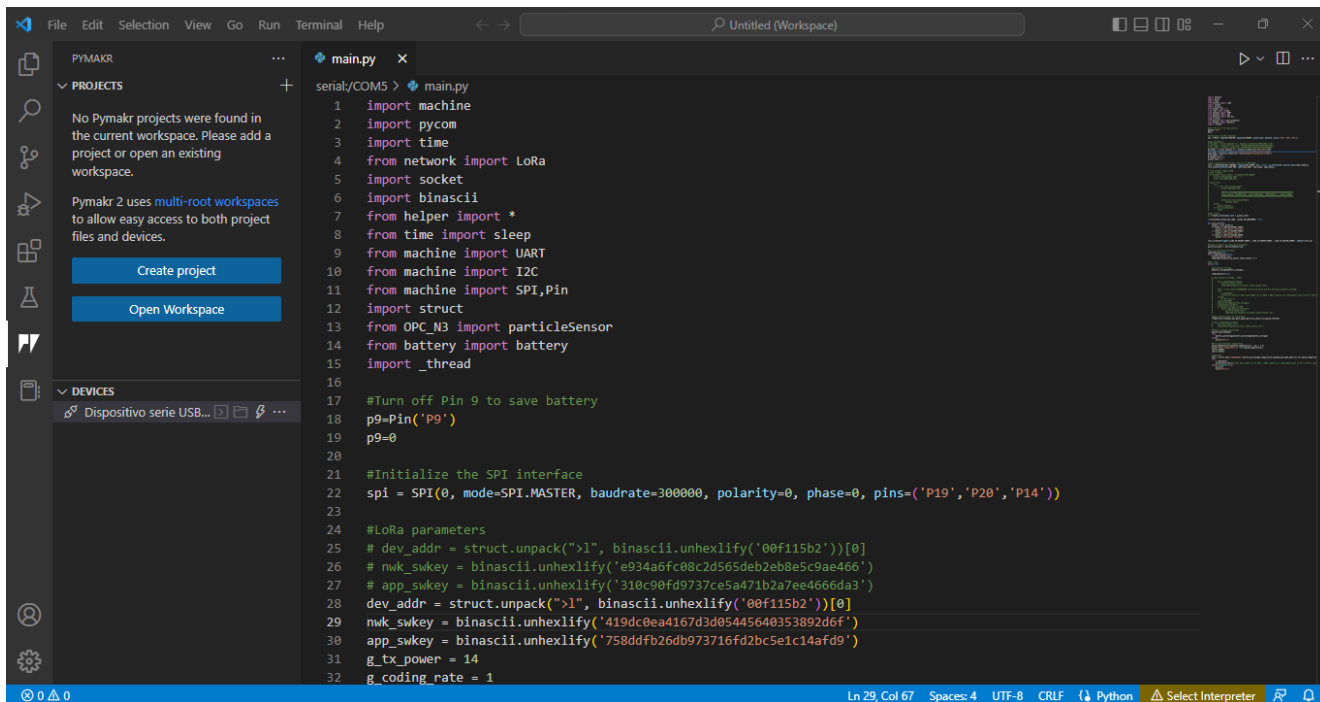 File Edit Selection View Go Run Terminal Help
Untitled (Workspace)
PYMAKR
PROJECTS
No Pymakr projects were found in
the current workspace. Please add a
project or open an existing
workspace.
Pymakr 2 uses multi-root workspaces
to allow easy access to both project
files and devices.
Create project
Open Workspace
DEVICES
Dispositivo serie USB...
main.py
serial:/COM5 > main.py
1 import machine
2 import pycom
3 import time
4 from network import LoRa
5 import socket
6 import binascii
7 from helper import *
8 from time import sleep
9 from machine import UART
10 from machine import I2C
11 from machine import SPI,Pin
12 import struct
13 from OPC_N3 import particleSensor
14 from battery import battery
15 import _thread
16
17 #Turn off Pin 9 to save battery
18 p9=Pin('P9')
19 p9=0
20
21 #Initialize the SPI interface
22 spi = SPI(0, mode=SPI.MASTER, baudrate=300000, polarity=0, phase=0, pins=('P19','P20','P14'))
23
24 #LoRa parameters
25 # dev_addr = struct.unpack(">l", binascii.unhexlify('00f115b2'))[0]
26 # nwk_swkey = binascii.unhexlify('e934a6fc08c2d565deb2eb8e5c9ae466')
27 # app_swkey = binascii.unhexlify('310c90fd9737ce5a471b2a7ee4666da3')
28 dev_addr = struct.unpack(">l", binascii.unhexlify('00f115b2'))[0]
29 nwk_swkey = binascii.unhexlify('419dc0ea4167d3d05445640353892d6f')
30 app_swkey = binascii.unhexlify('758ddfb26db973716fd2bc5e1c14afd9')
31 g_tx_power = 14
32 g_coding_rate = 1
0 0
Ln 29, Col 67 Spaces: 4 UTF-8 CRLF Python Select Interpreter